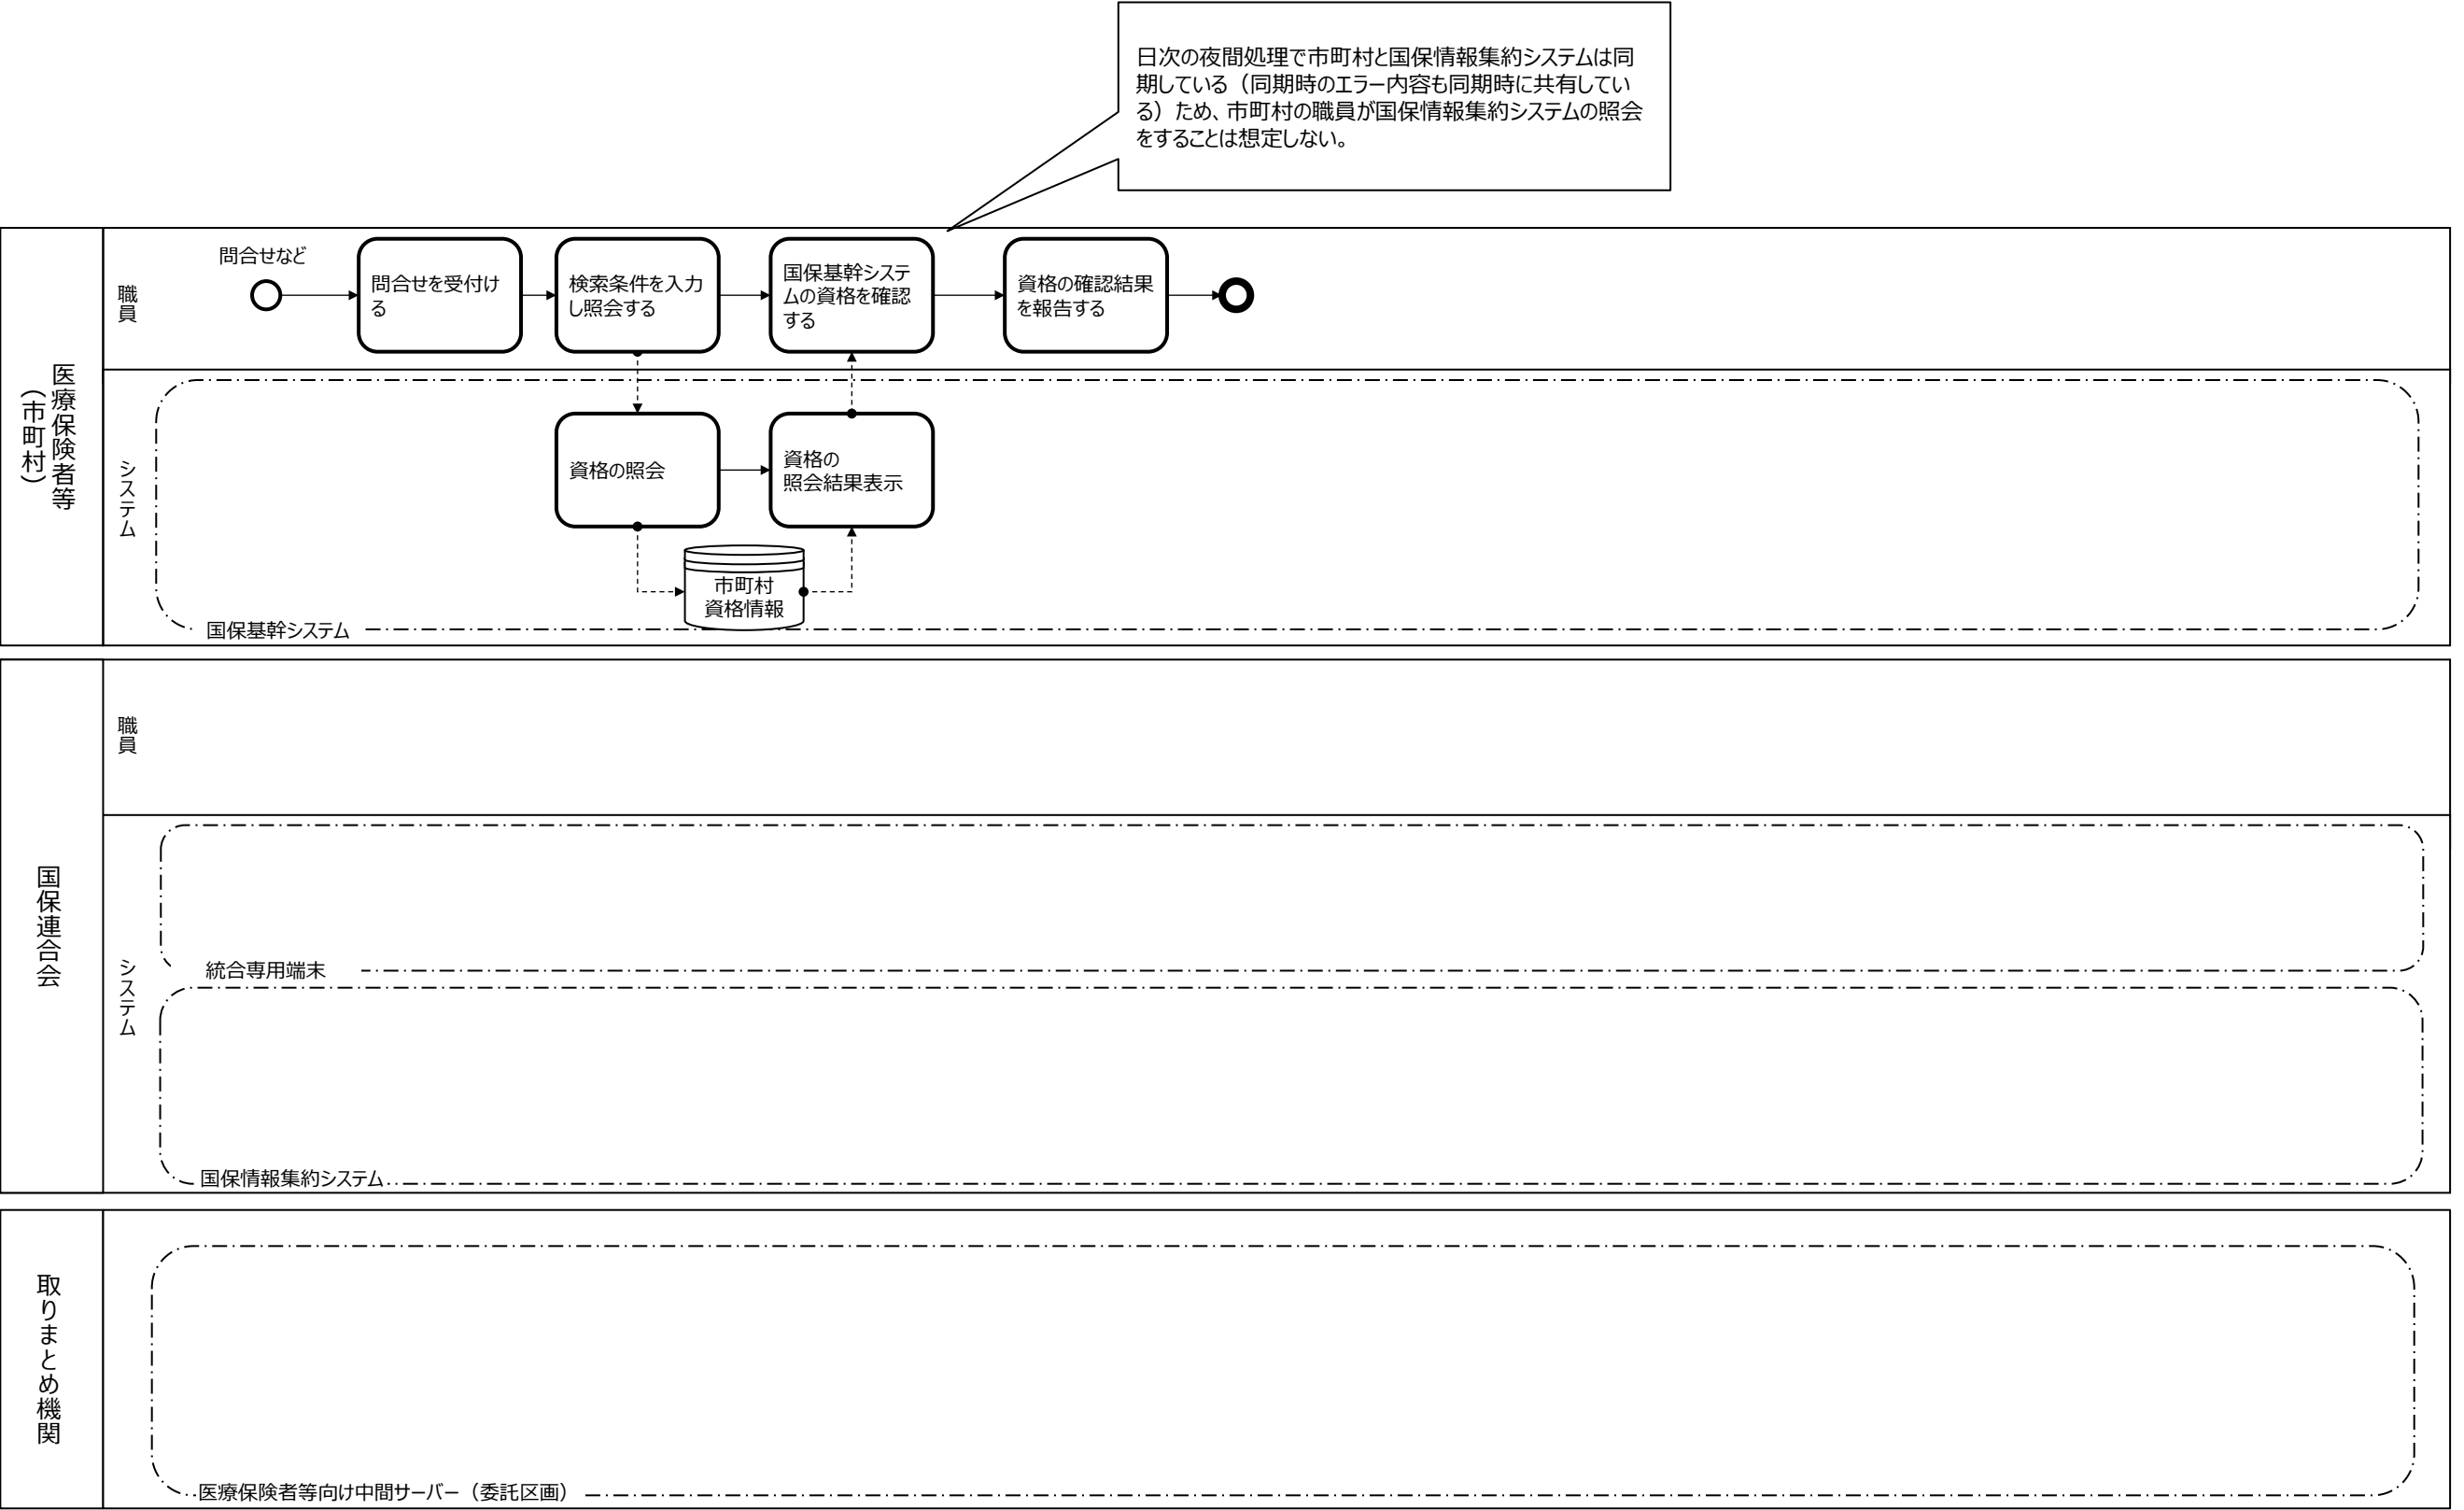 日次の夜間処理で市町村と国保情報集約システムは同
期している（同期時のエラー内容も同期時に共有してい
る）ため、市町村の職員が国保情報集約システムの照会
をすることは想定しない。
医療保険者等
（市町村）
職員
問合せなど
問合せを受付け
る
検索条件を入力
し照会する
国保基幹システ
ムの資格を確認
する
資格の確認結果
を報告する
システム
資格の照会
資格の
照会結果表示
市町村
資格情報
国保基幹システム
国保連合会
職員
システム
統合専用端末
国保情報集約システム
取りまとめ機関
医療保険者等向け中間サーバー（委託区画）